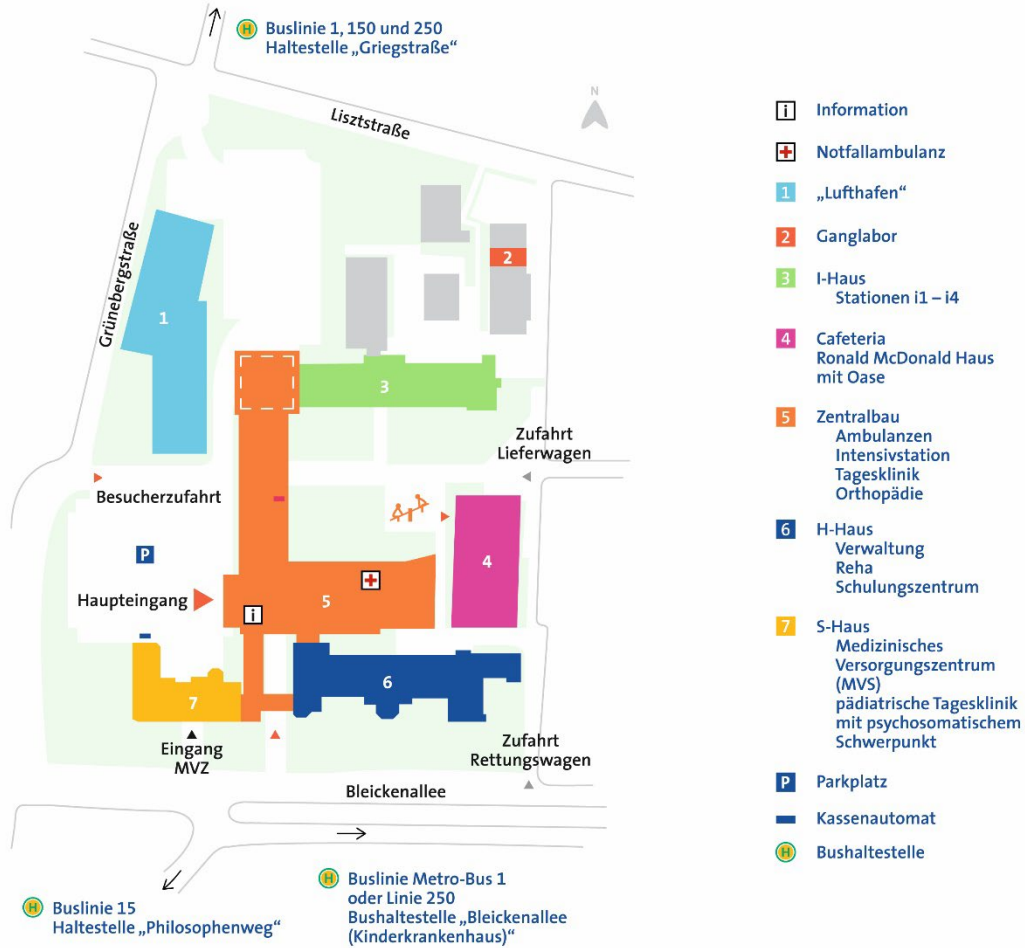 Buslinie 1, 150 und 250
Haltestelle „Griegstraße“
N
Lisztstraße
Grünebergstraße
1
2
3
Zufahrt
Lieferwagen
Besucherzufahrt
P
4
Haupteingang
i
5
6
7
Eingang
MVZ
Zufahrt
Rettungswagen
Bleickenallee
H
Buslinie 15
Haltestelle „Philosophenweg“
H
Buslinie Metro-Bus 1
oder Linie 250
Bushaltestelle „Bleickenallee
(Kinderkrankenhaus)“
H
i Information
Notfallambulanz
1 „Lufthafen“
2 Ganglabor
3 I-Haus
Stationen i1 – i4
4 Cafeteria
Ronald McDonald Haus
mit Oase
5 Zentralbau
Ambulanzen
Intensivstation
Tagesklinik
Orthopädie
6 H-Haus
Verwaltung
Reha
Schulungszentrum
7 S-Haus
Medizinisches
Versorgungszentrum
(MVS)
pädiatrische Tagesklinik
mit psychosomatischem
Schwerpunkt
P Parkplatz
Kassenautomat
H Bushaltestelle